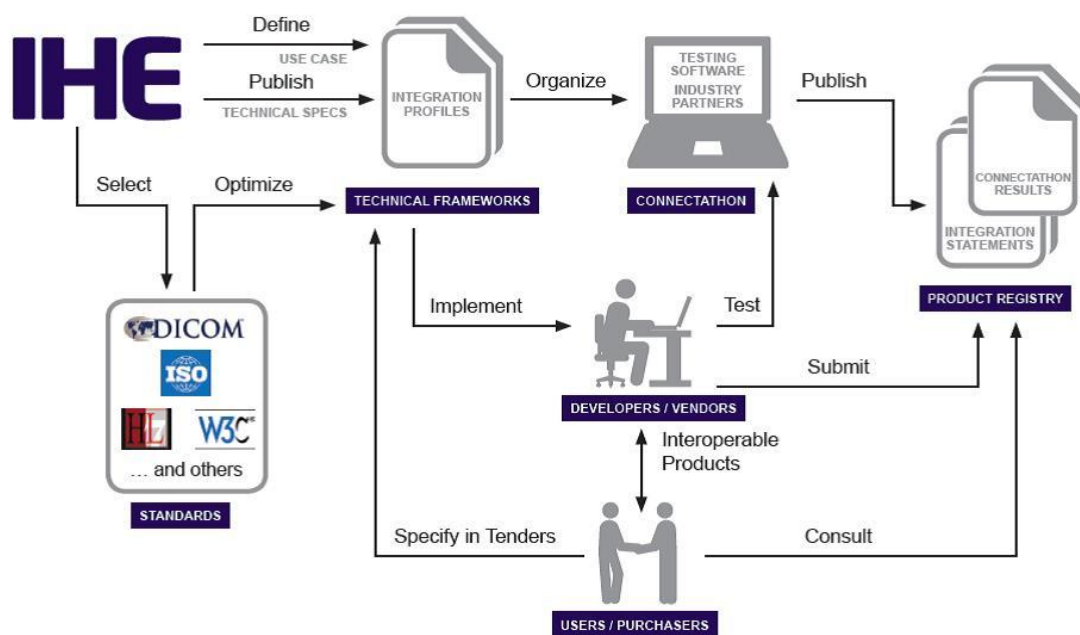 IHE
Define
USE CASE
Publish
TECHNICAL SPECS
INTEGRATION
PROFILES
TECHNICAL FRAMEWORKS
Organize
TESTING
SOFTWARE
INDUSTRY
PARTNERS
CONNECTATHON
Publish
CONNECTATHON
RESULTS
INTEGRATION
STATEMENTS
PRODUCT REGISTRY
Select
Optimize
DICOM
ISO
HL7
W3C
... and others
STANDARDS
Implement
Test
DEVELOPERS / VENDORS
Submit
Interoperable
Products
Specify in Tenders
Consult
USERS / PURCHASERS